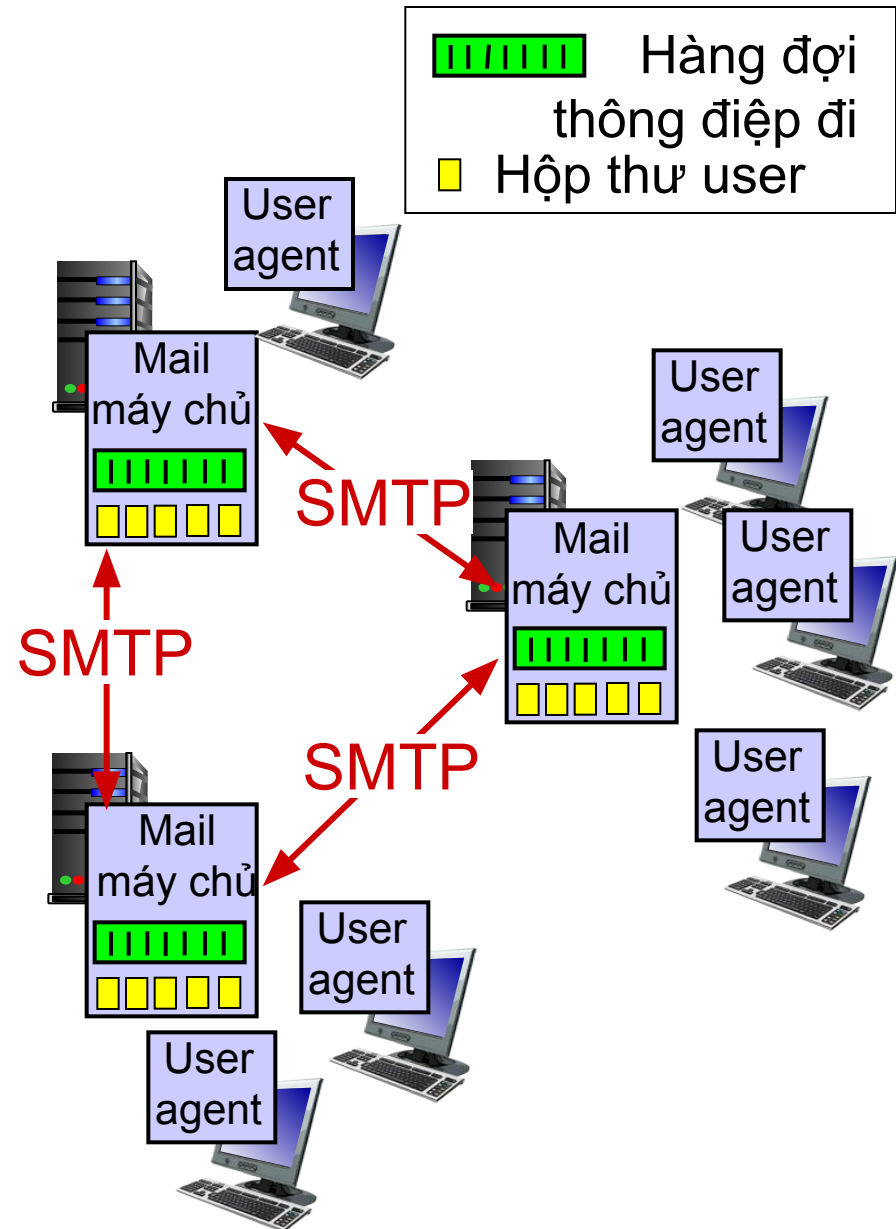 Hàng đợi
thông điệp đi
Hộp thư user
User
agent
Mail
máy chủ
User
agent
SMTP
Mail
máy chủ
User
agent
SMTP
SMTP
User
agent
Mail
máy chủ
User
agent
User
agent